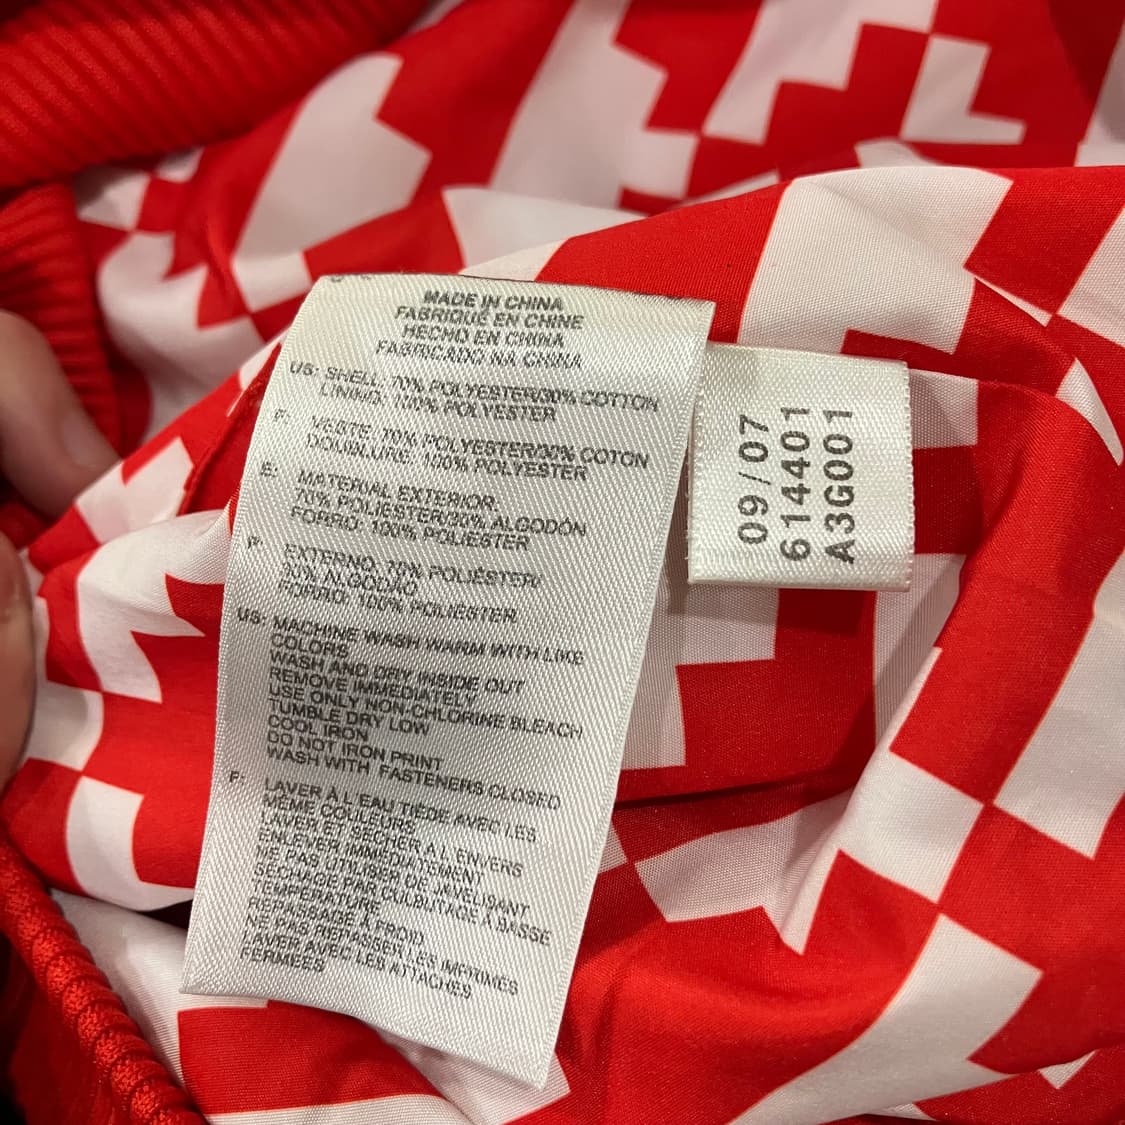 MADE IN CHINA
FABRIQUÉ EN CHINE
HECHO EN CHINA
FABRICADO NA CHINA
US: SHELL: 70% POLYESTER/30% COTTON
LINING: 100% POLYESTER
F: VESTE: 70% POLYESTER/30% COTON
DOUBLURE: 100% POLYESTER
E: MATERIAL EXTERIOR,
70% POLIÉSTER/30% ALGODÓN
FORRO: 100% POLIÉSTER
P: EXTERNO: 70% POLIÉSTER/
30% ALGODÃO
FORRO: 100% POLIESTER
US: MACHINE WASH WARM WITH LIKE
COLORS
WASH AND DRY INSIDE OUT
REMOVE IMMEDIATELY
USE ONLY NON-CHLORINE BLEACH
TUMBLE DRY LOW
COOL IRON
DO NOT IRON PRINT
WASH WITH FASTENERS CLOSED
F: LAVER À L'EAU TIÈDE AVEC LES
MÊME COULEURS
LAVER ET SÉCHER À L'ENVERS
ENLEVER IMMÉDIATEMENT
NE PAS UTILISER DE JAVELISANT
SÉCHAGE PAR CULBUTAGE À BASSE
TEMPÉRATURE
REPASSAGE À FROID
NE PAS REPASSER LES IMPRIMÉS
LAVER AVEC LES ATTACHES
FERMÉES
09/07
614401
A3G001